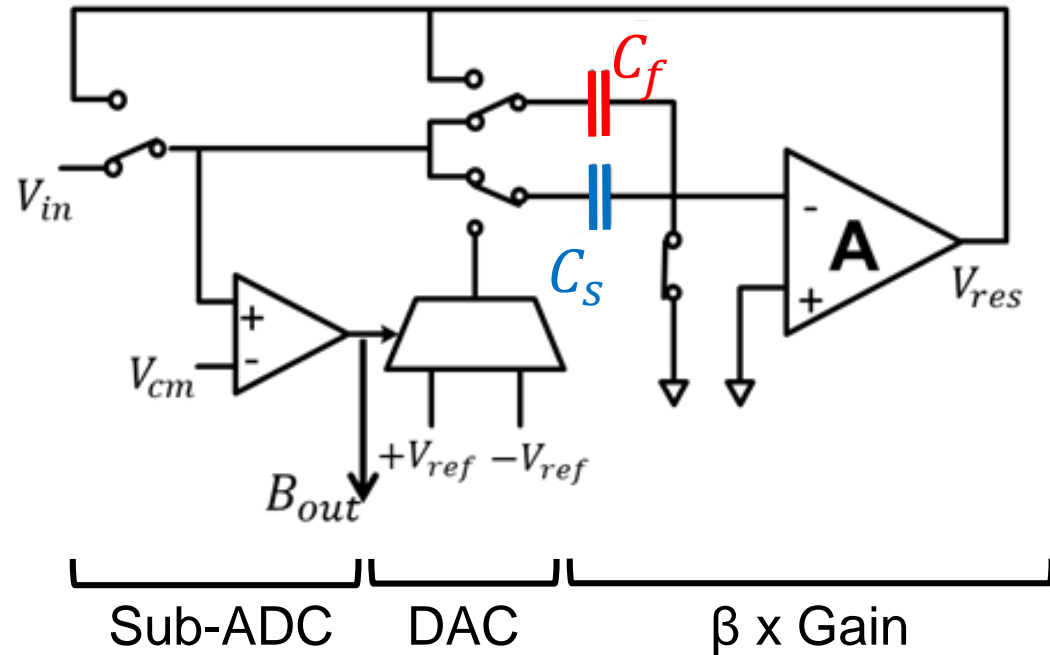 C_f
V_in
-
A
C_s
+
V_res
+
V_cm
-
+V_ref −V_ref
B_out
Sub-ADC DAC β x Gain